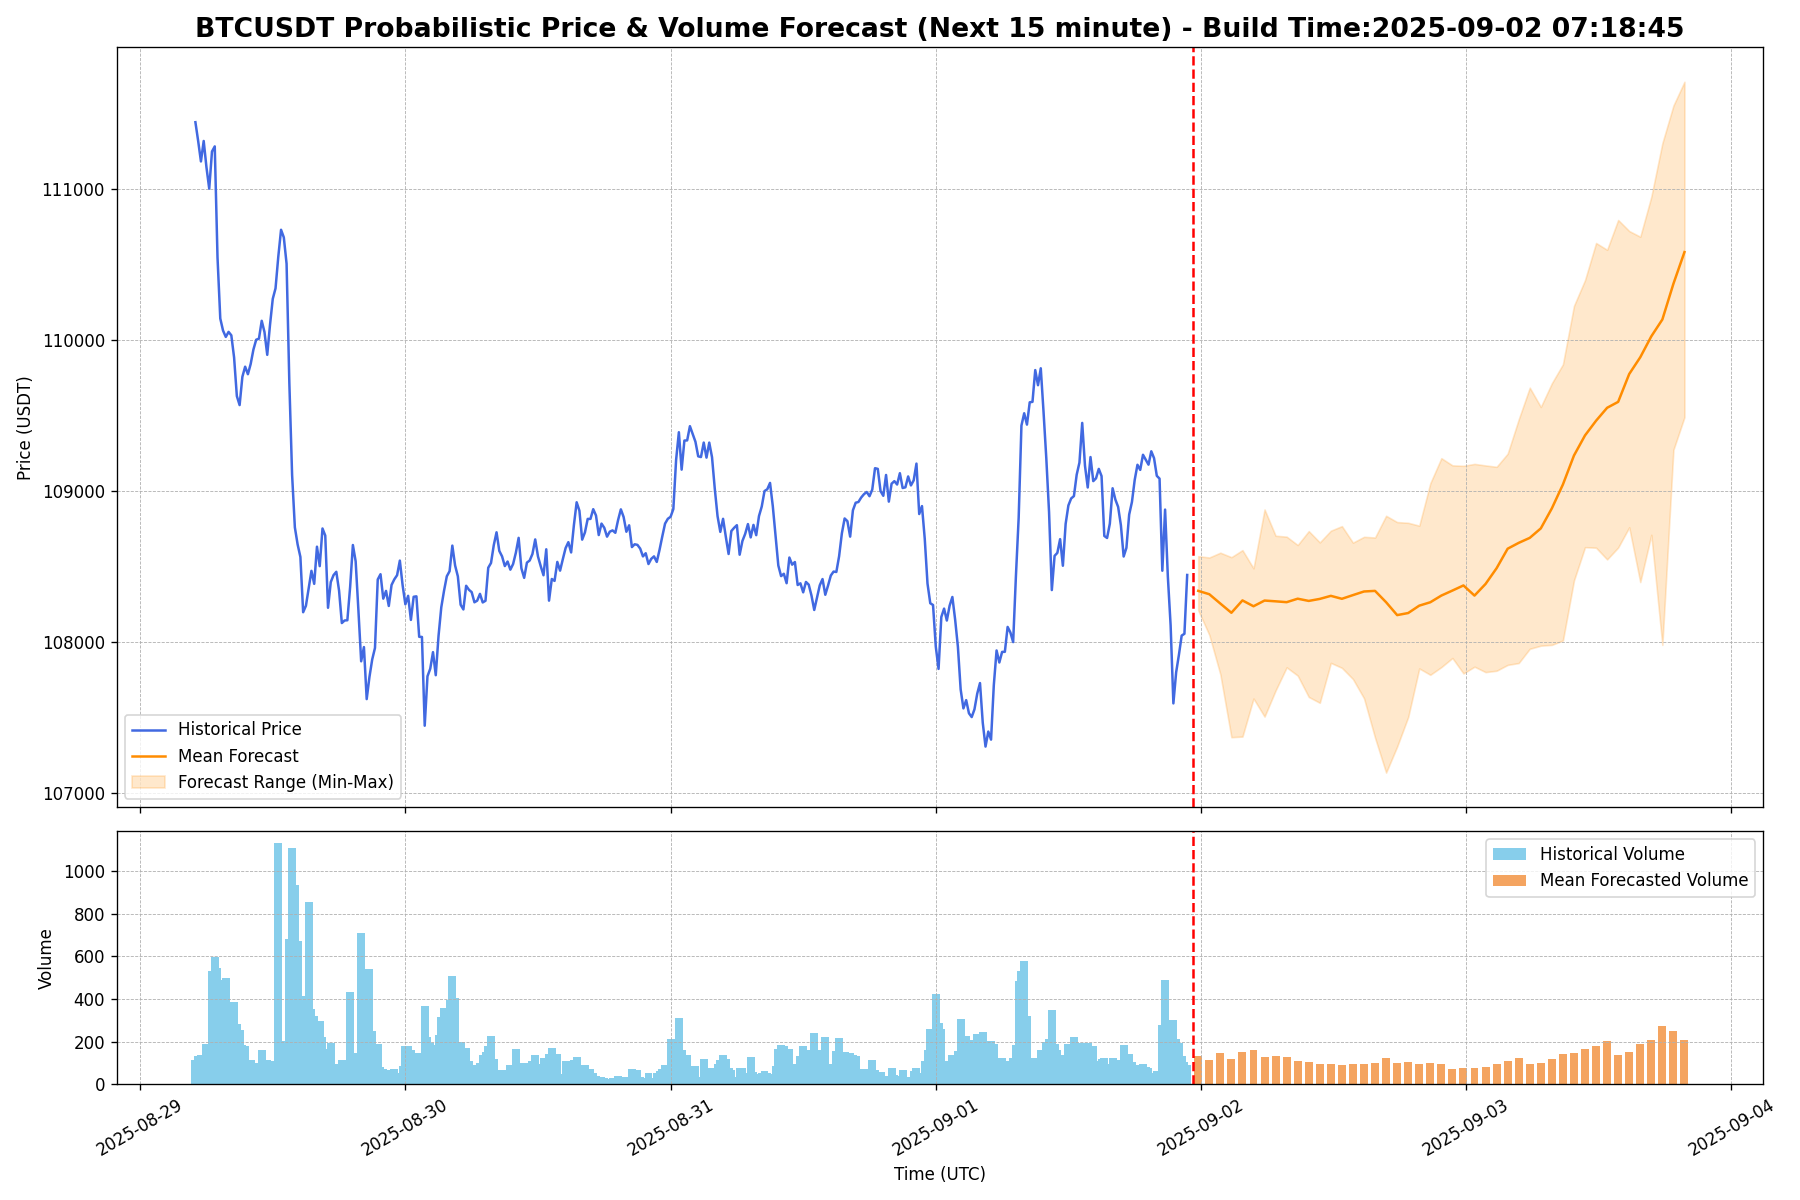 BTCUSDT Probabilistic Price & Volume Forecast (Next 15 minute) - Build Time:2025-09-02 07:18:45
Price (USDT)
111000
110000
109000
108000
107000
Historical Price
Mean Forecast
Forecast Range (Min-Max)
Volume
1000
800
600
400
200
0
Historical Volume
Mean Forecasted Volume
2025-08-29
2025-08-30
2025-08-31
2025-09-01
2025-09-02
2025-09-03
2025-09-04
Time (UTC)